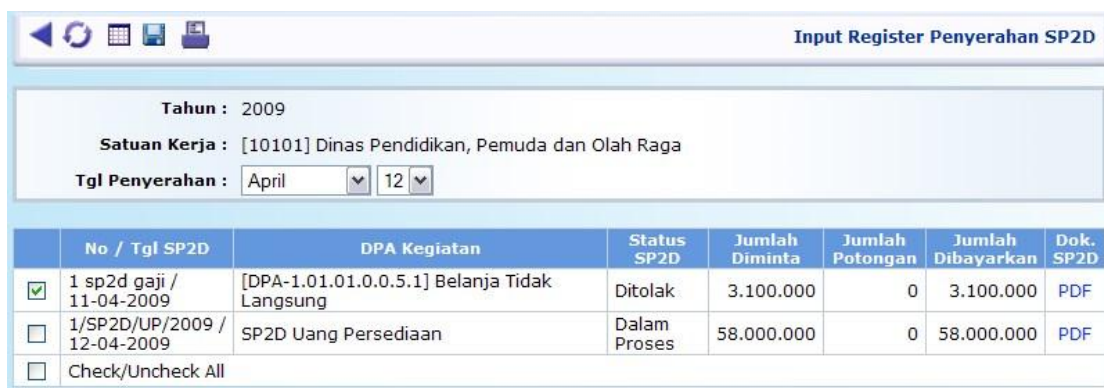 Input Register Penyerahan SP2D
Tahun : 2009
Satuan Kerja : [10101] Dinas Pendidikan, Pemuda dan Olah Raga
Tgl Penyerahan : April 12
No / Tgl SP2D DPA Kegiatan Status SP2D Jumlah Diminta Jumlah Potongan Jumlah Dibayarkan Dok. SP2D
1 sp2d gaji / 11-04-2009 [DPA-1.01.01.0.0.5.1] Belanja Tidak Langsung Ditolak 3.100.000 0 3.100.000 PDF
1/SP2D/UP/2009 / 12-04-2009 SP2D Uang Persediaan Dalam Proses 58.000.000 0 58.000.000 PDF
Check/Uncheck All